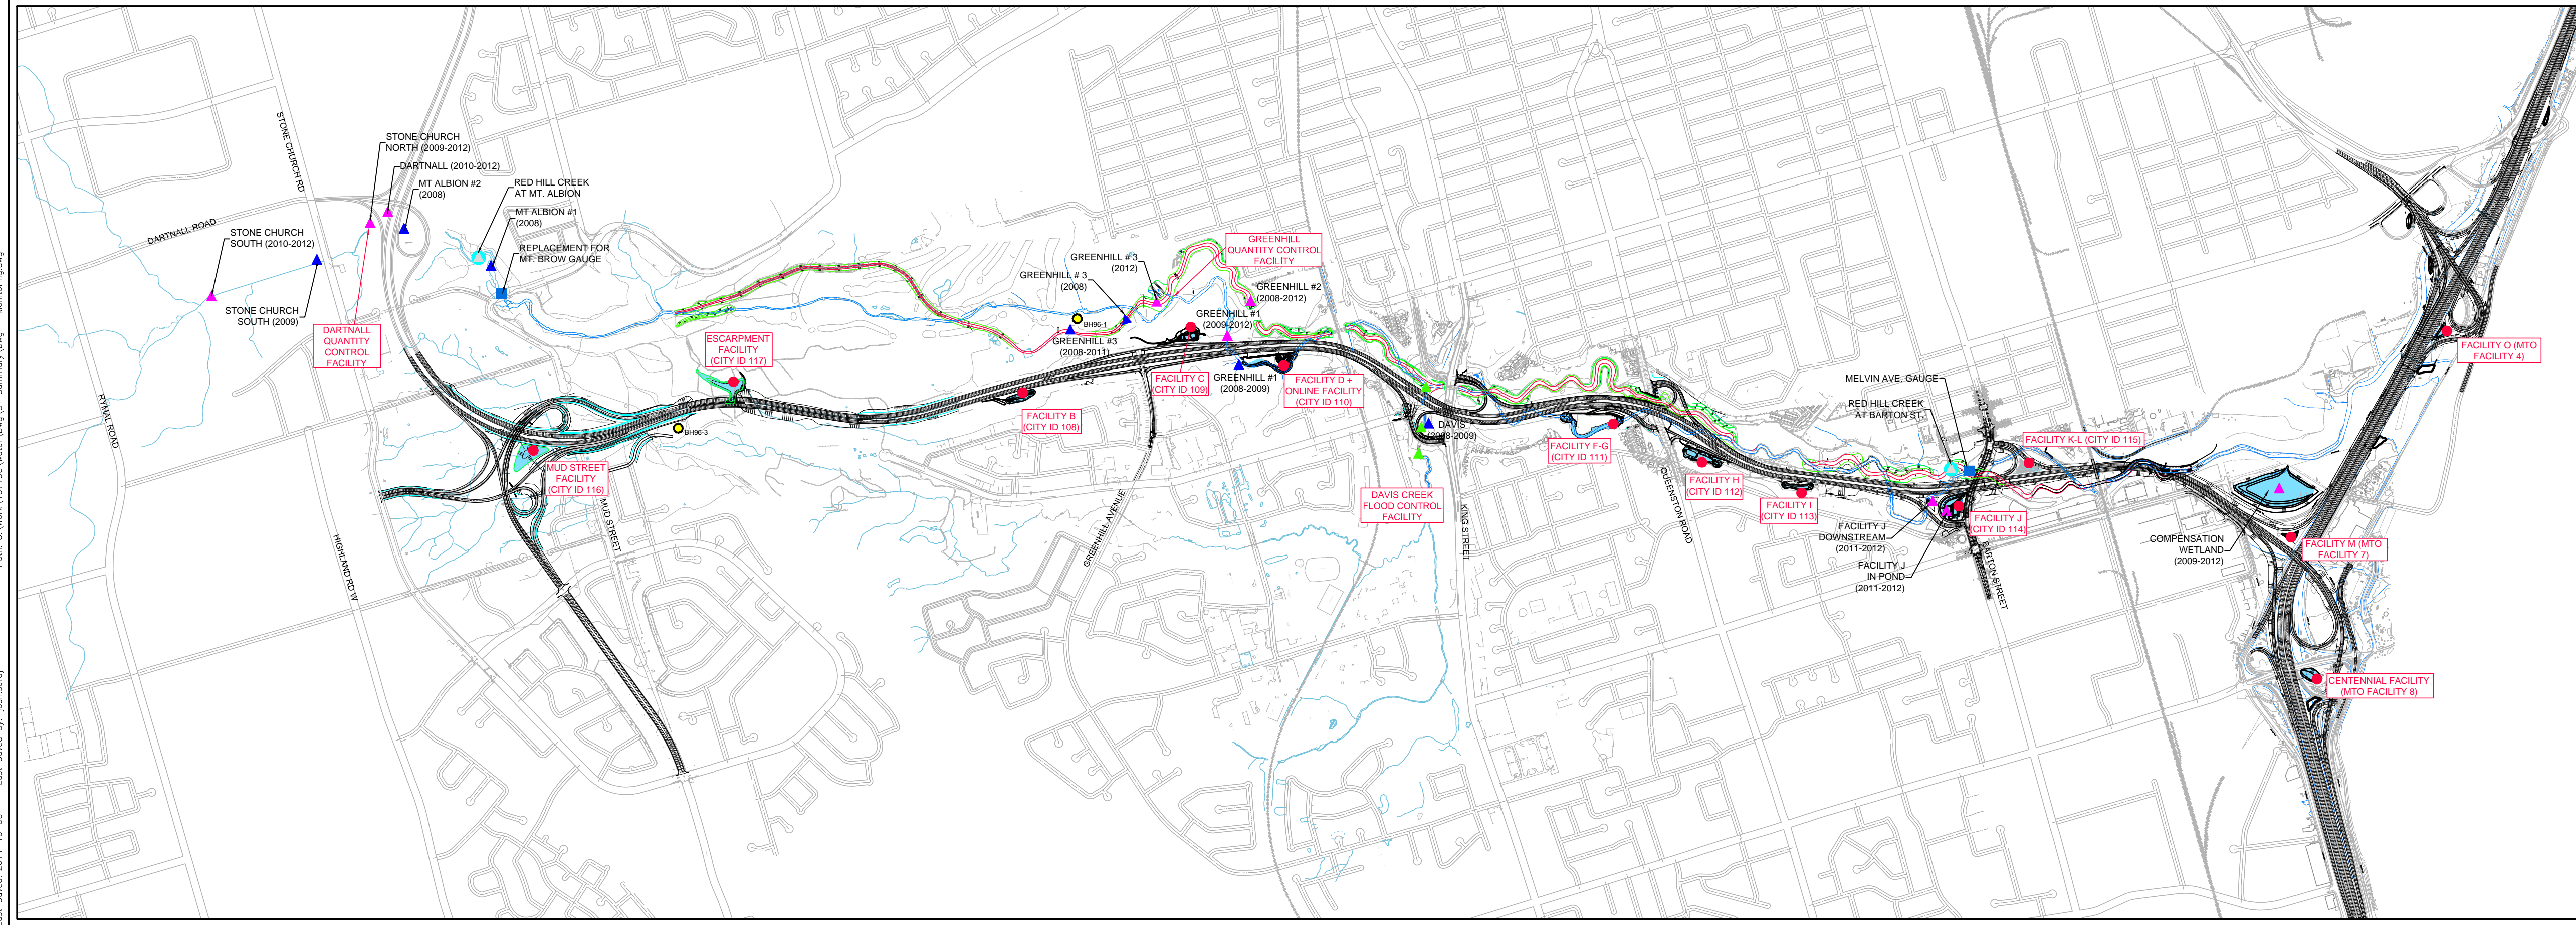 STONE CHURCH RD
STONE CHURCH
NORTH (2009-2012)
DARTNALL (2010-2012)
MT ALBION #2
(2008)
RED HILL CREEK
AT MT. ALBION
MT ALBION #1
(2008)
REPLACEMENT FOR
MT. BROW GAUGE
DARTNALL ROAD
STONE CHURCH
SOUTH (2010-2012)
STONE CHURCH
SOUTH (2009)
DARTNALL
QUANTITY
CONTROL
FACILITY
RYMAL ROAD
HIGHLAND RD W
MUD STREET
FACILITY
(CITY ID 116)
MUD STREET
ESCARPMENT
FACILITY
(CITY ID 117)
BH96-3
BH96-1
FACILITY B
(CITY ID 108)
GREENHILL # 3
(2008)
GREENHILL # 3
(2012)
GREENHILL
QUANTITY CONTROL
FACILITY
GREENHILL #2
(2008-2012)
GREENHILL #1
(2009-2012)
GREENHILL #3
(2008-2011)
FACILITY C
(CITY ID 109)
GREENHILL #1
(2008-2009)
FACILITY D +
ONLINE FACILITY
(CITY ID 110)
GREENHILL AVENUE
DAVIS
(2008-2009)
DAVIS CREEK
FLOOD CONTROL
FACILITY
KING STREET
FACILITY F-G
(CITY ID 111)
QUEENSTON ROAD
FACILITY H
(CITY ID 112)
FACILITY I
(CITY ID 113)
MELVIN AVE. GAUGE
RED HILL CREEK
AT BARTON ST.
FACILITY K-L (CITY ID 115)
FACILITY J
(CITY ID 114)
FACILITY J
DOWNSTREAM
(2011-2012)
FACILITY J
IN POND
(2011-2012)
BARTON STREET
COMPENSATION
WETLAND
(2009-2012)
FACILITY M (MTO
FACILITY 7)
FACILITY O (MTO
FACILITY 4)
CENTENNIAL FACILITY
(MTO FACILITY 8)